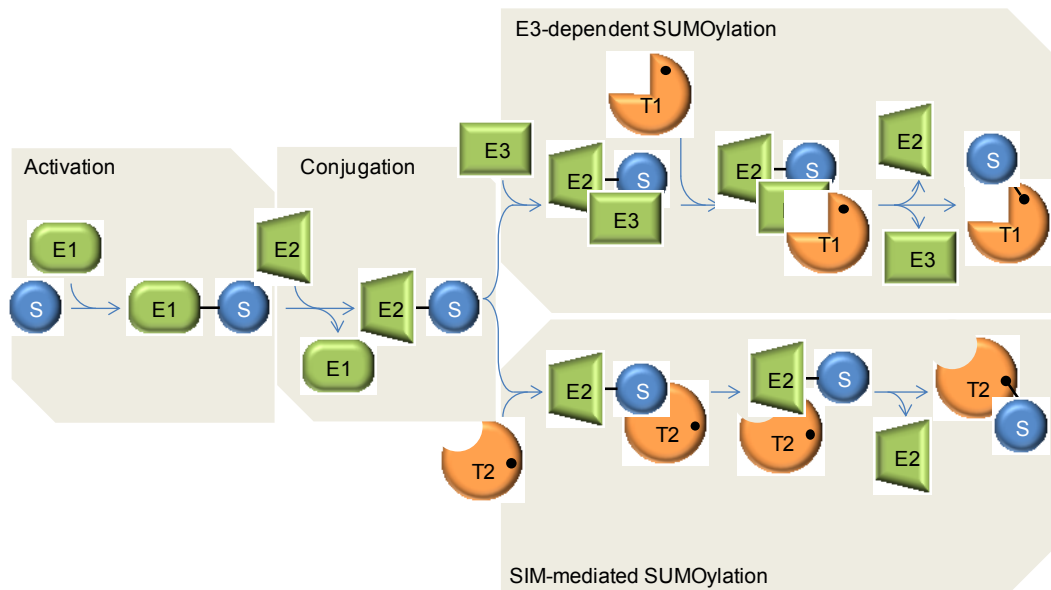 E3-dependent SUMOylation
T1
E3
E2
S
E3
E2
S
E
T1
E2
E3
S
T1
Activation
Conjugation
E1
S
E1
S
E2
E1
E2
S
T2
E2
S
T2
E2
S
T2
E2
T2
S
SIM-mediated SUMOylation